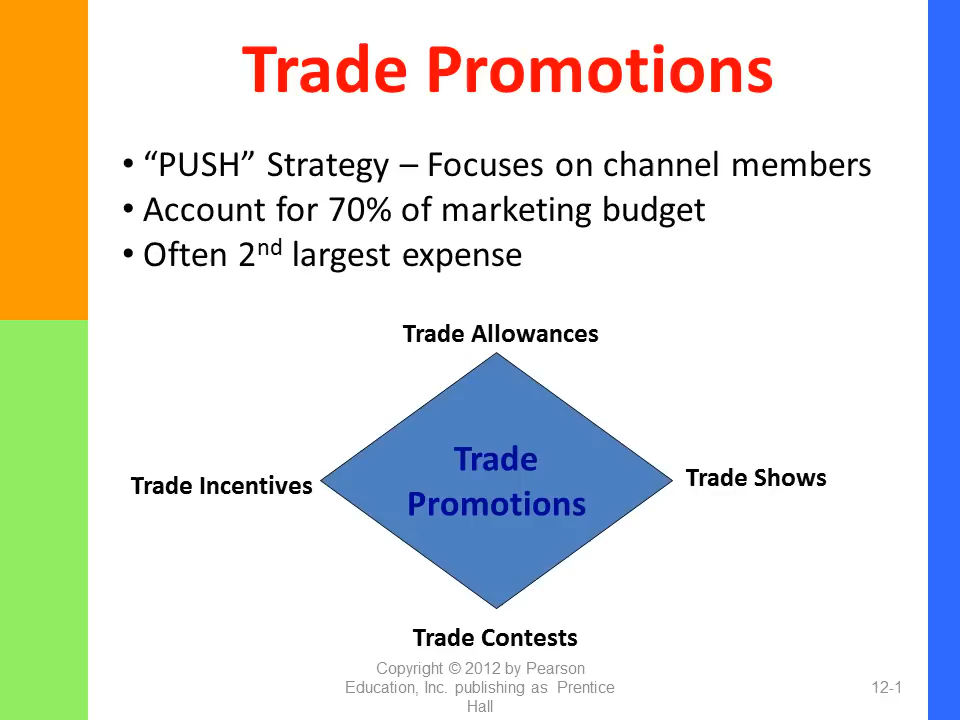 Trade Promotions
• “PUSH” Strategy – Focuses on channel members
• Account for 70% of marketing budget
• Often 2nd largest expense
Trade Allowances
Trade
Promotions
Trade Incentives
Trade Shows
Trade Contests
Copyright © 2012 by Pearson
Education, Inc. publishing as Prentice
Hall
12-1